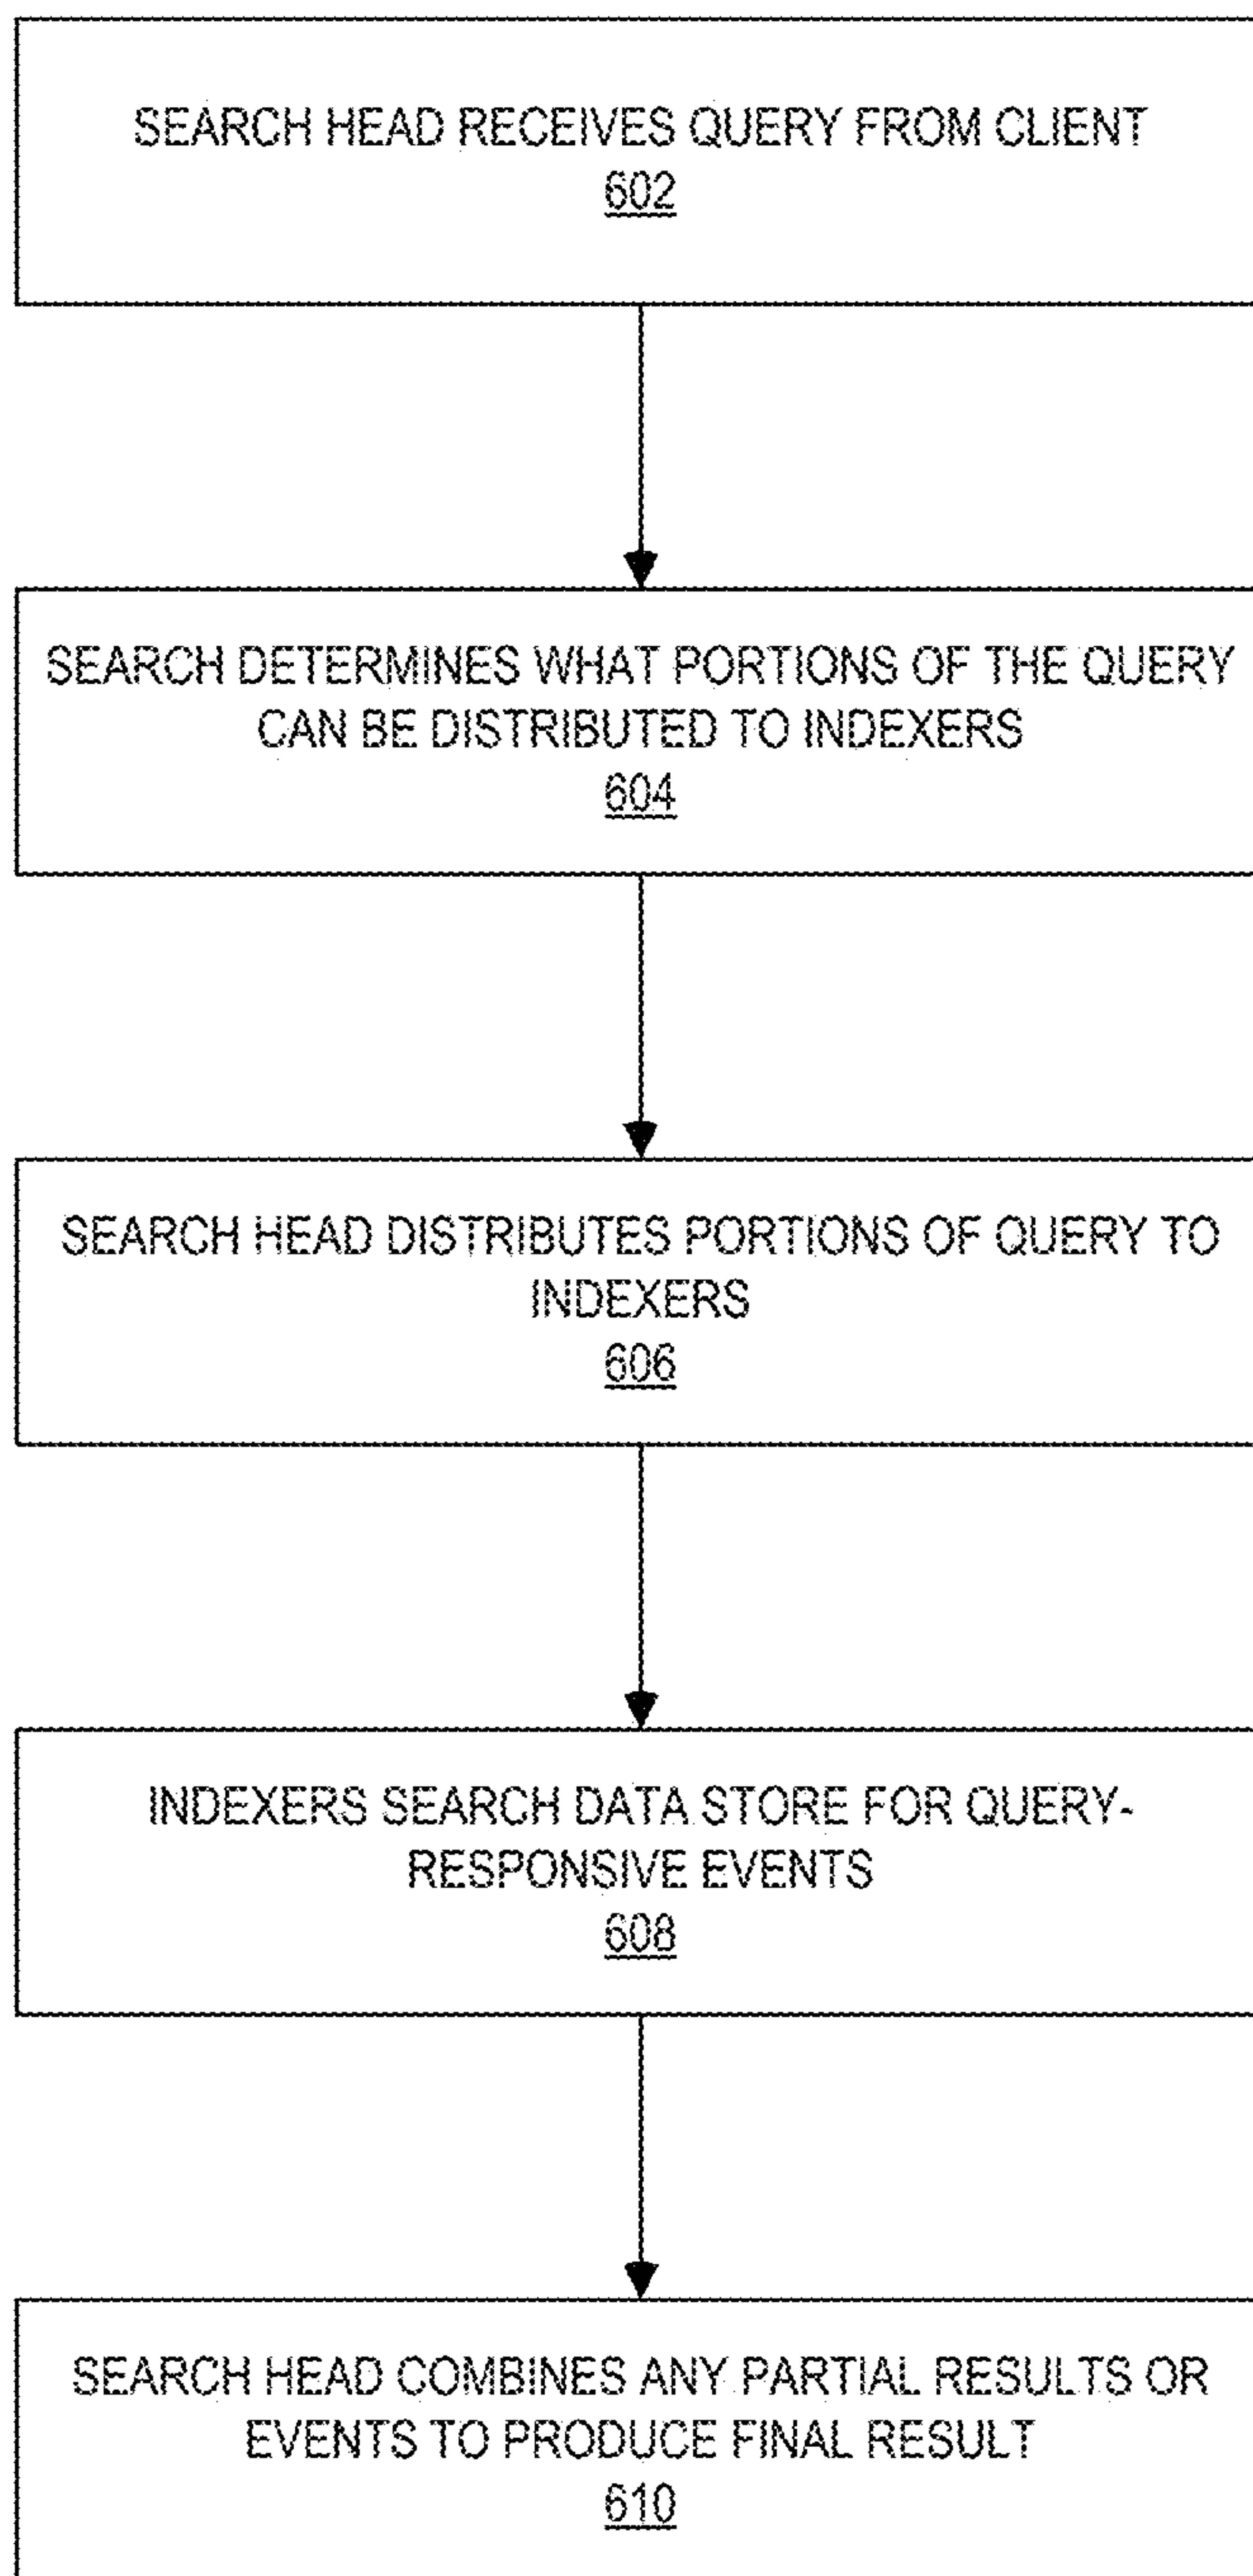 SEARCH HEAD RECEIVES QUERY FROM CLIENT
602
SEARCH DETERMINES WHAT PORTIONS OF THE QUERY
CAN BE DISTRIBUTED TO INDEXERS
604
SEARCH HEAD DISTRIBUTES PORTIONS OF QUERY TO
INDEXERS
606
INDEXERS SEARCH DATA STORE FOR QUERY-
RESPONSIVE EVENTS
608
SEARCH HEAD COMBINES ANY PARTIAL RESULTS OR
EVENTS TO PRODUCE FINAL RESULT
610